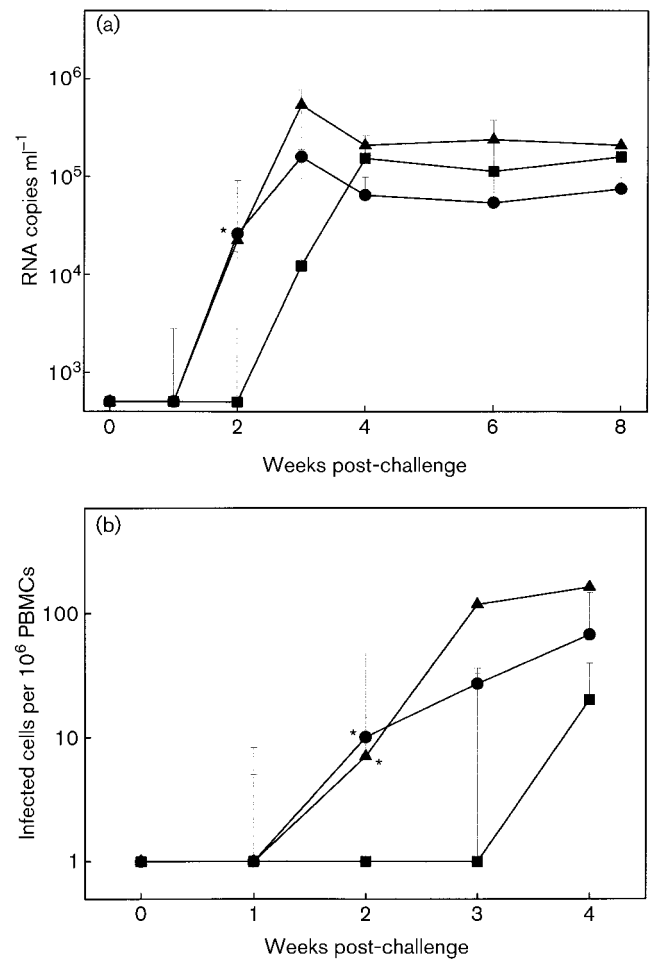 (a)
10⁶
10⁵
10⁴
10³
RNA copies ml⁻¹
*
0 2 4 6 8
Weeks post-challenge
(b)
100
10
1
Infected cells per 10⁶ PBMCs
*
*
0 1 2 3 4
Weeks post-challenge